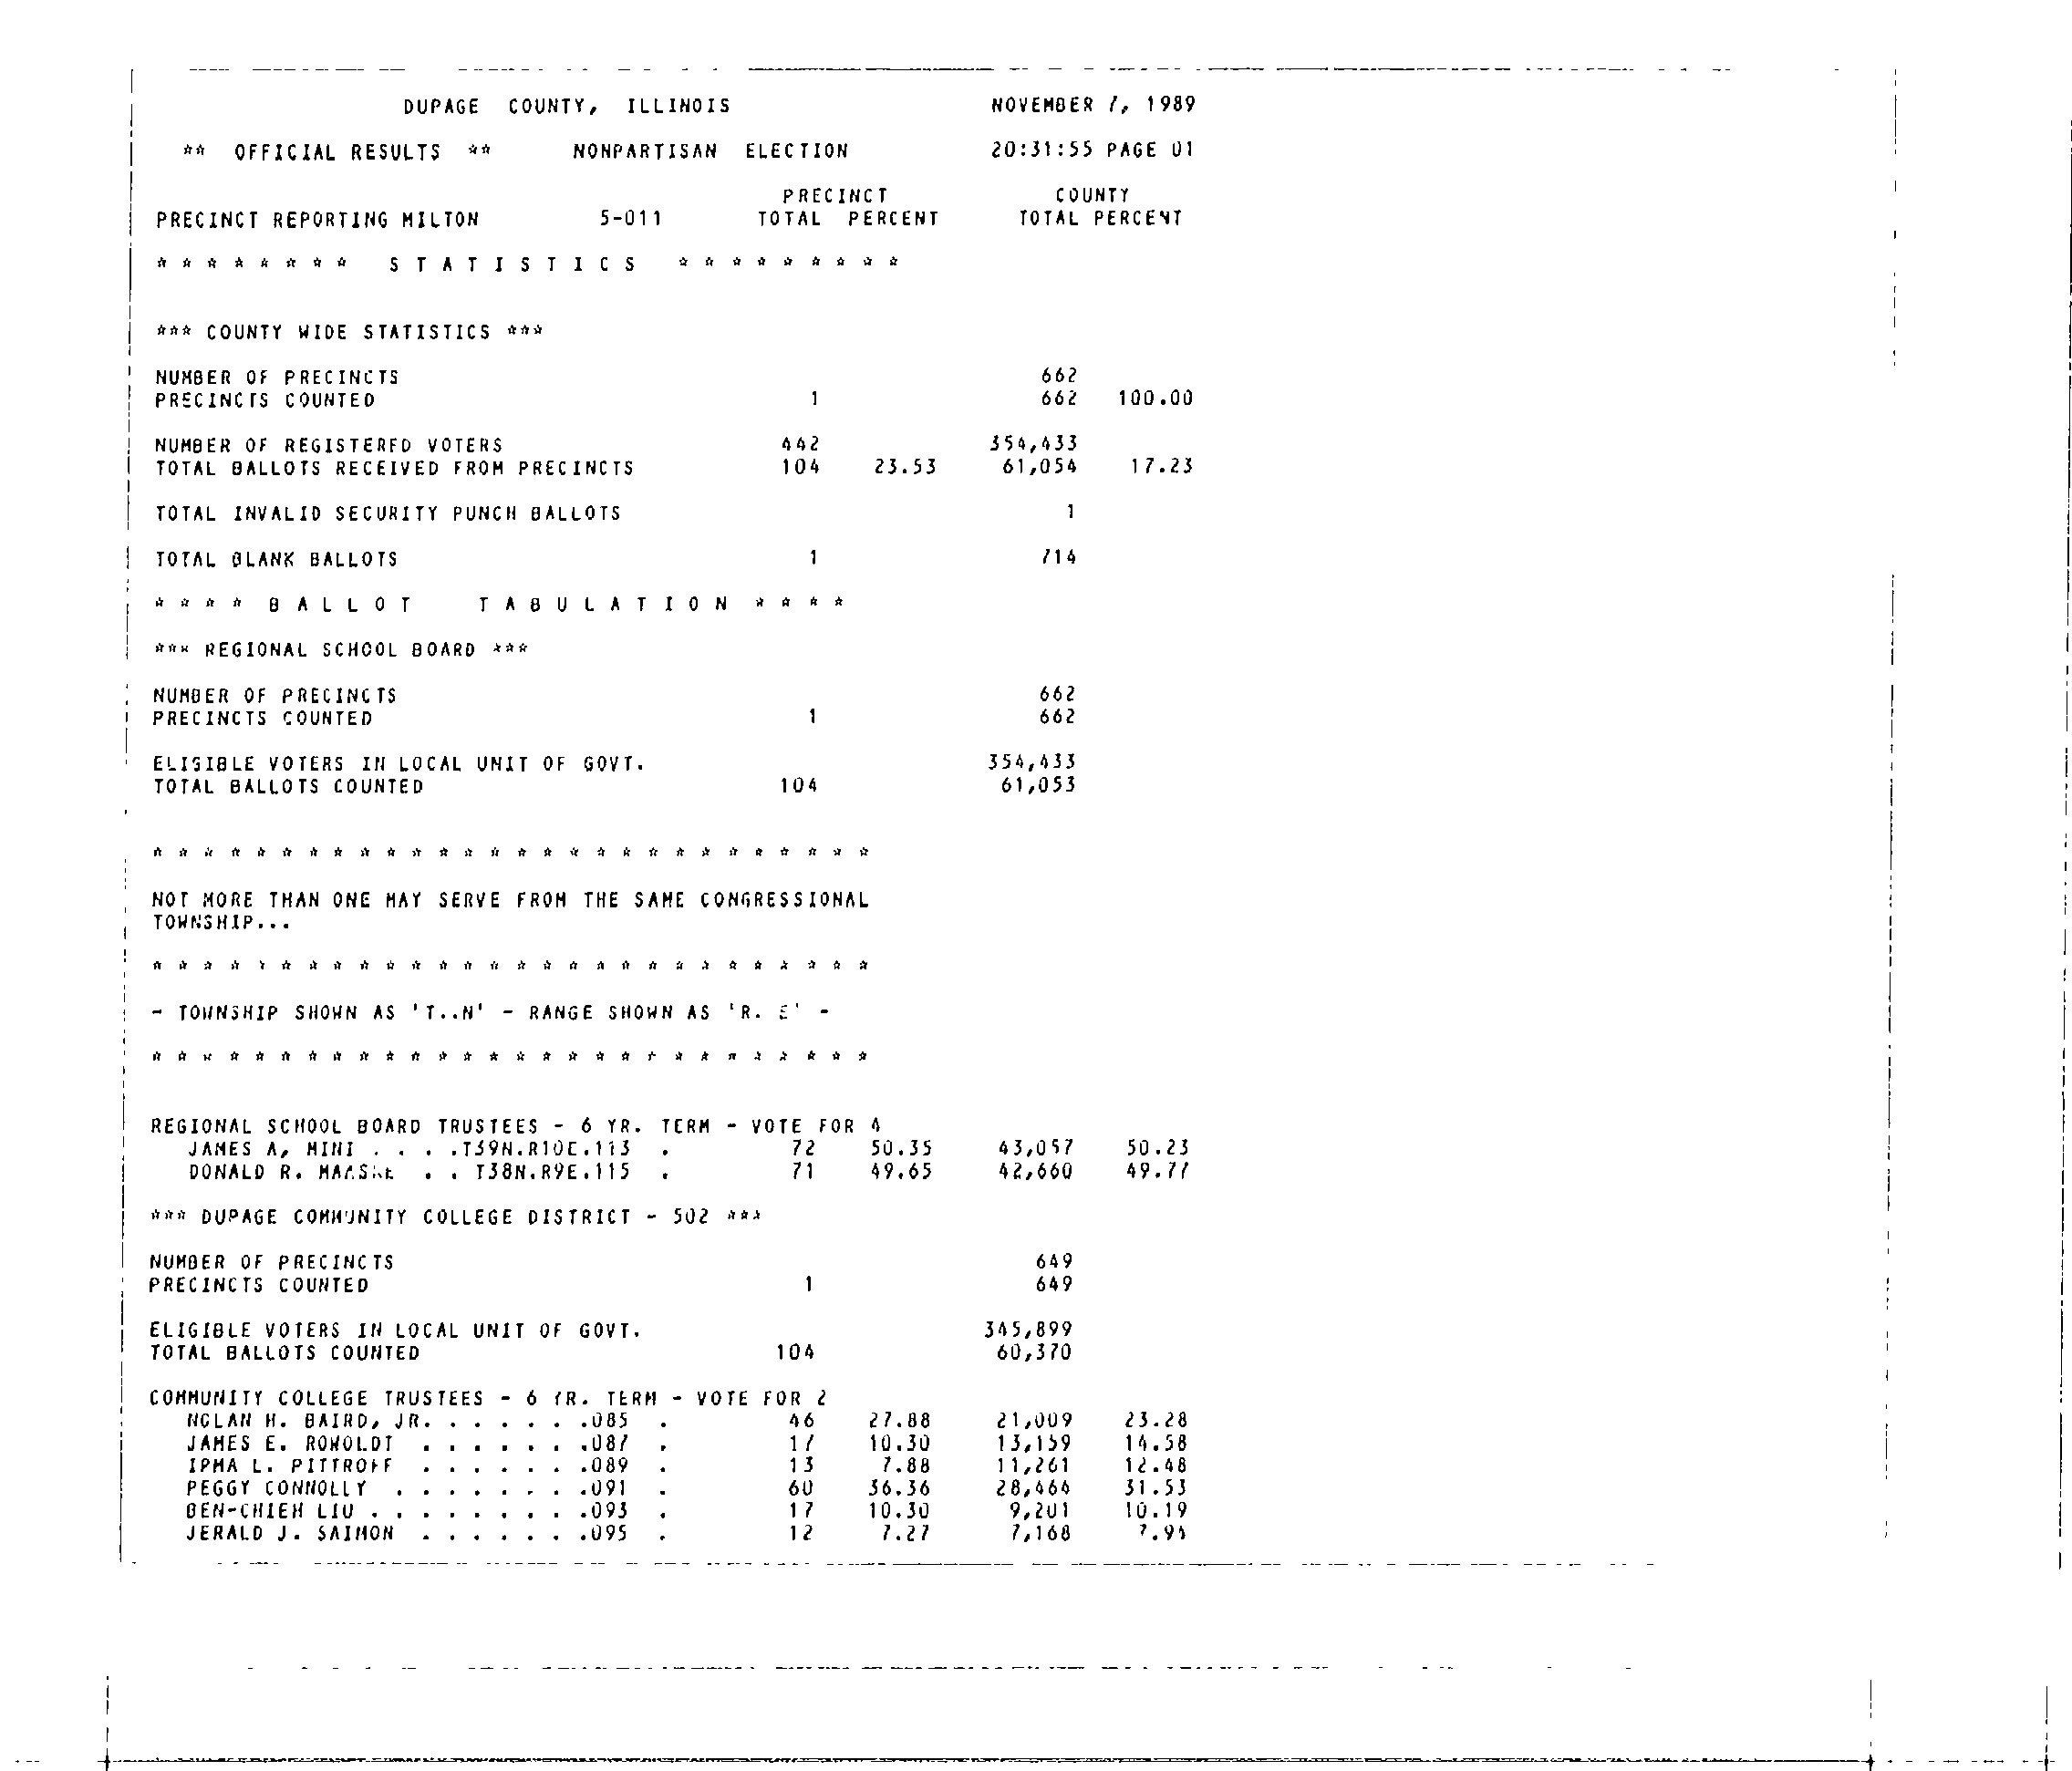 DUPAGE COUNTY, ILLINOIS NOVEMBER 7, 1989
** OFFICIAL RESULTS ** NONPARTISAN ELECTION 20:31:55 PAGE 01
PRECINCT COUNTY
PRECINCT REPORTING MILTON 5-011 TOTAL PERCENT TOTAL PERCENT
* * * * * * * * S T A T I S T I C S * * * * * * * * *
*** COUNTY WIDE STATISTICS ***
NUMBER OF PRECINCTS 662
PRECINCTS COUNTED 1 662 100.00
NUMBER OF REGISTERED VOTERS 442 354,433
TOTAL BALLOTS RECEIVED FROM PRECINCTS 104 23.53 61,054 17.23
TOTAL INVALID SECURITY PUNCH BALLOTS 1
TOTAL BLANK BALLOTS 1 714
* * * * B A L L O T T A B U L A T I O N * * * *
*** REGIONAL SCHOOL BOARD ***
NUMBER OF PRECINCTS 662
PRECINCTS COUNTED 1 662
ELIGIBLE VOTERS IN LOCAL UNIT OF GOVT. 354,433
TOTAL BALLOTS COUNTED 104 61,053
* * * * * * * * * * * * * * * * * * * * * * * * * * * *
NOT MORE THAN ONE MAY SERVE FROM THE SAME CONGRESSIONAL
TOWNSHIP...
* * * * * * * * * * * * * * * * * * * * * * * * * * * *
- TOWNSHIP SHOWN AS 'T..N' - RANGE SHOWN AS 'R. E' -
* * * * * * * * * * * * * * * * * * * * * * * * * * * *
REGIONAL SCHOOL BOARD TRUSTEES - 6 YR. TERM - VOTE FOR 4
JAMES A. MINI . . . .T39N.R10E.113 . 72 50.35 43,057 50.23
DONALD R. . . T38N.R9E.115 . 71 49.65 42,660 49.77
*** DUPAGE COMMUNITY COLLEGE DISTRICT - 502 ***
NUMBER OF PRECINCTS 649
PRECINCTS COUNTED 1 649
ELIGIBLE VOTERS IN LOCAL UNIT OF GOVT. 345,899
TOTAL BALLOTS COUNTED 104 60,370
COMMUNITY COLLEGE TRUSTEES - 6 YR. TERM - VOTE FOR 2
NOLAN H. BAIRD, JR. . . . . . .085 . 46 27.88 21,009 23.28
JAMES E. ROWOLDT . . . . . . .087 . 17 10.30 13,159 14.58
IRMA L. PITTROFF . . . . . . .089 . 13 7.88 11,261 12.48
PEGGY CONNOLLY . . . . . . . .091 . 60 36.36 28,464 31.53
BEN-CHIEH LIU . . . . . . . . .093 . 17 10.30 9,201 10.19
JERALD J. SAIMON . . . . . . .095 . 12 7.27 7,168 7.94